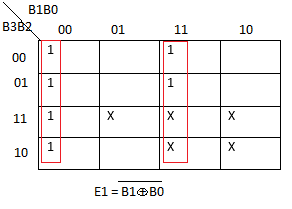 B1B0
B3B2
00 01 11 10
00 1 1
01 1 1
11 1 X X X
10 1 X X
E1 = B1⊕B0